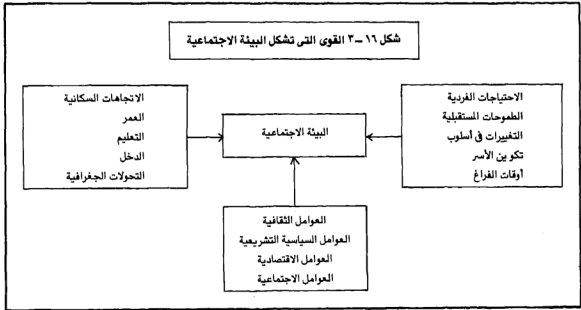 شكل ١٦ –٣ القوى التى تشكل البيئة الاجتماعية
الاحتياجات الفردية
الطموحات المستقبلية
التغييرات فى أسلوب
تكوين الأسر
أوقات الفراغ
البيئة الاجتماعية
الاتجاهات السكانية
العمر
التعليم
الدخل
التحولات الجغرافية
العوامل الثقافية
العوامل السياسية التشريعية
العوامل الاقتصادية
العوامل الاجتماعية